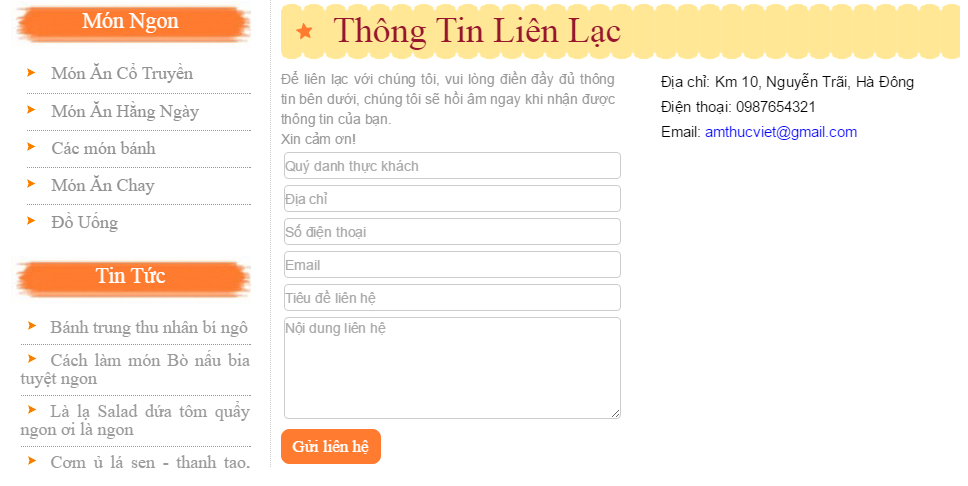 Món Ngon
Món Ăn Cổ Truyền
Món Ăn Hằng Ngày
Các món bánh
Món Ăn Chay
Đồ Uống
Tin Tức
Bánh trung thu nhân bí ngô
Cách làm món Bò nấu bia
tuyệt ngon
Là lạ Salad dứa tôm quẩy
ngon ơi là ngon
Cơm ủ lá sen - thanh tao,
Thông Tin Liên Lạc
Để liên lạc với chúng tôi, vui lòng điền đầy đủ thông
tin bên dưới, chúng tôi sẽ hồi âm ngay khi nhận được
thông tin của bạn.
Xin cảm ơn!
Quý danh thực khách
Địa chỉ
Số điện thoại
Email
Tiêu đề liên hệ
Nội dung liên hệ
Gửi liên hệ
Địa chỉ: Km 10, Nguyễn Trãi, Hà Đông
Điện thoại: 0987654321
Email: amthucviet@gmail.com